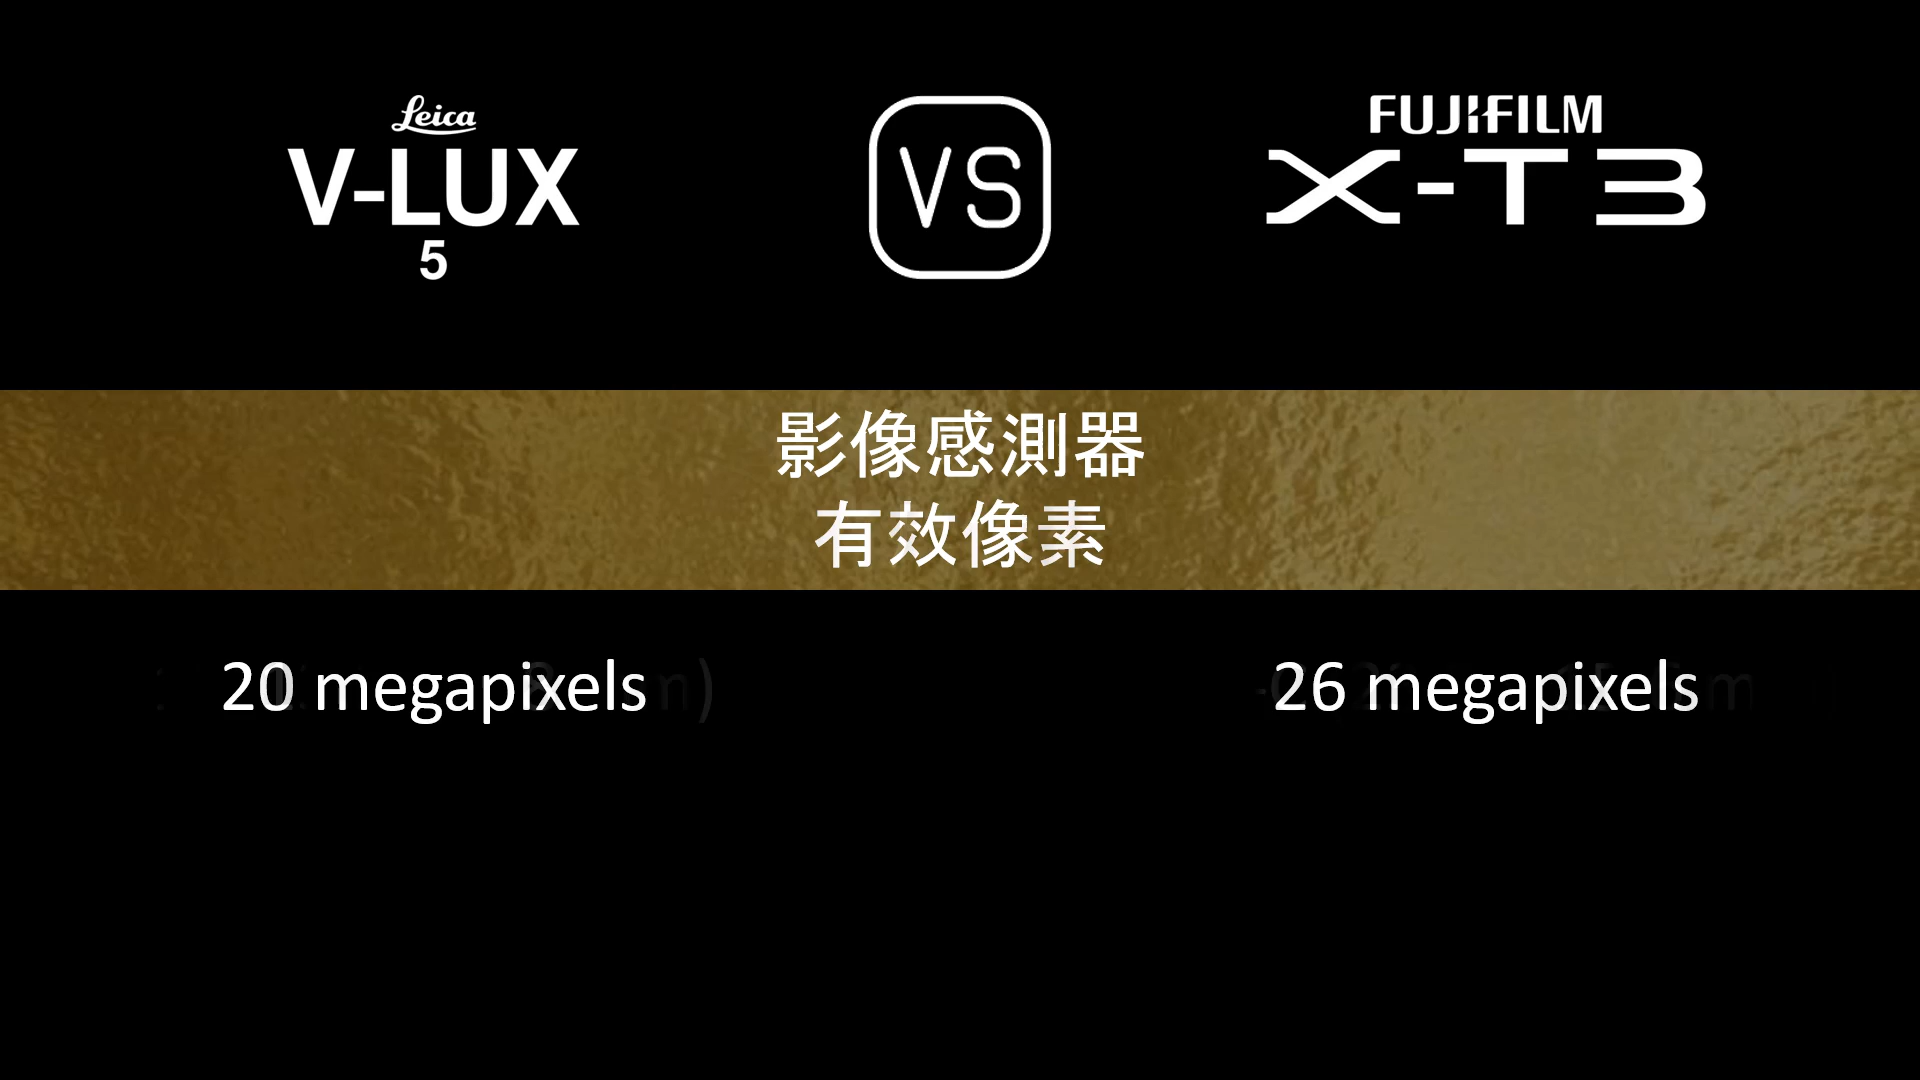 Leica
V-LUX
5
VS
FUJIFILM
X-T3
影像感測器
有效像素
20 megapixels
26 megapixels